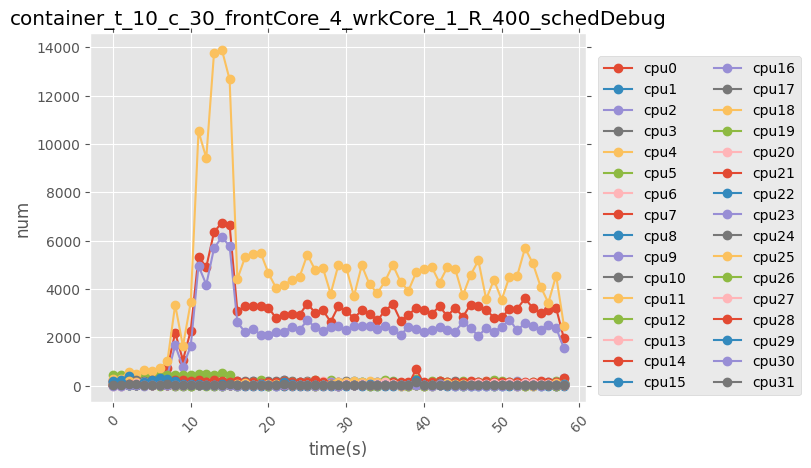 container_t_10_c_30_frontCore_4_wrkCore_1_R_400_schedDebug
num
14000
12000
10000
8000
6000
4000
2000
0
0
10
20
30
40
50
60
time(s)
cpu0
cpu1
cpu2
cpu3
cpu4
cpu5
cpu6
cpu7
cpu8
cpu9
cpu10
cpu11
cpu12
cpu13
cpu14
cpu15
cpu16
cpu17
cpu18
cpu19
cpu20
cpu21
cpu22
cpu23
cpu24
cpu25
cpu26
cpu27
cpu28
cpu29
cpu30
cpu31